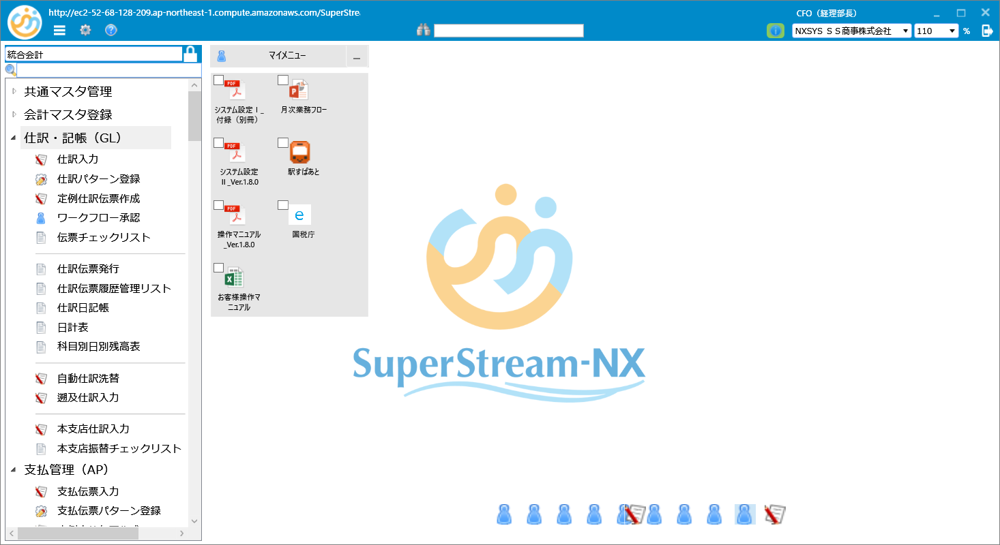 http://ec2-52-68-128-209.ap-northeast-1.compute.amazonaws.com/SuperStre
CFO（経理部長）
NXSYS ＳＳ商事株式会社
110
%
統合会計
共通マスタ管理
会計マスタ登録
仕訳・記帳（GL）
仕訳入力
仕訳パターン登録
定例仕訳伝票作成
ワークフロー承認
伝票チェックリスト
仕訳伝票発行
仕訳伝票履歴管理リスト
仕訳日記帳
日計表
科目別日別残高表
自動仕訳洗替
遡及仕訳入力
本支店仕訳入力
本支店振替チェックリスト
支払管理（AP）
支払伝票入力
支払伝票パターン登録
マイメニュー
PDF
システム設定Ⅰ_
付録（別冊）
P
月次業務フロー
PDF
システム設定
Ⅱ_Ver.1.8.0
駅すぱあと
PDF
操作マニュアル
_Ver.1.8.0
e
国税庁
X
お客様操作マ
ニュアル
SuperStream-NX